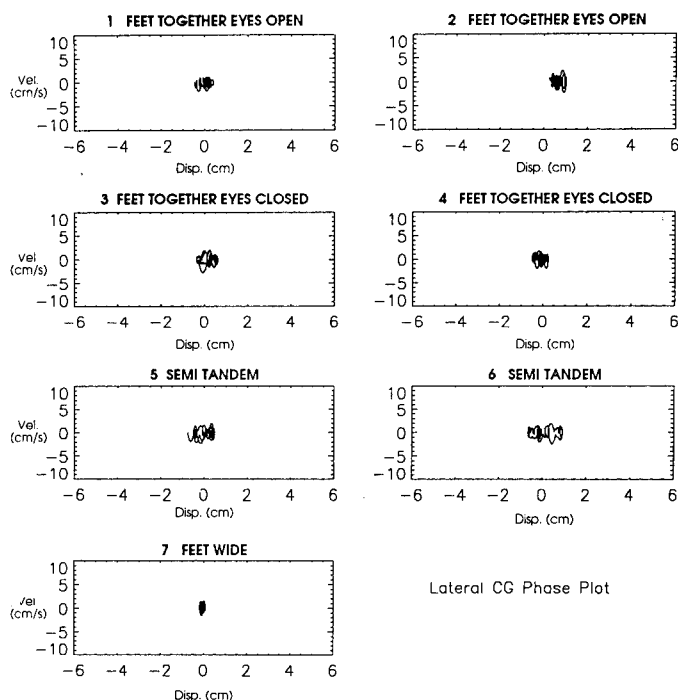 1 FEET TOGETHER EYES OPEN
10
5
Vel. 0
(cm/s)
−5
−10
−6 −4 −2 0 2 4 6
Disp. (cm)
2 FEET TOGETHER EYES OPEN
10
5
0
−5
−10
−6 −4 −2 0 2 4 6
Disp. (cm)
3 FEET TOGETHER EYES CLOSED
10
5
Vel. 0
(cm/s)
−5
−10
−6 −4 −2 0 2 4 6
Disp. (cm)
4 FEET TOGETHER EYES CLOSED
10
5
0
−5
−10
−6 −4 −2 0 2 4 6
Disp. (cm)
5 SEMI TANDEM
10
5
Vel. 0
(cm/s)
−5
−10
−6 −4 −2 0 2 4 6
Disp. (cm)
6 SEMI TANDEM
10
5
0
−5
−10
−6 −4 −2 0 2 4 6
Disp. (cm)
7 FEET WIDE
10
5
Vel 0
(cm/s)
−5
−10
−6 −4 −2 0 2 4 6
Disp. (cm)
Lateral CG Phase Plot